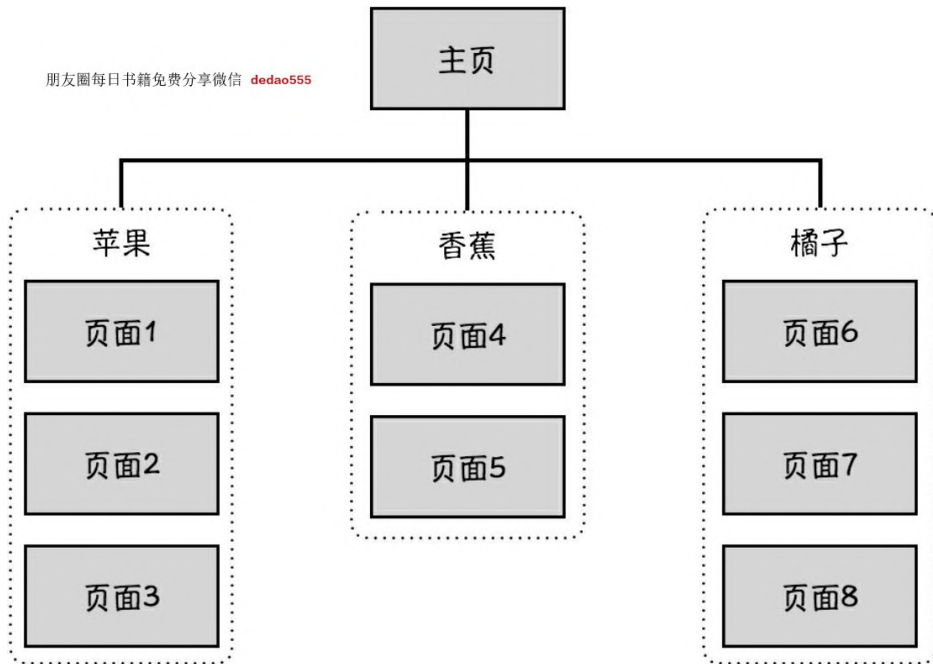 主页
朋友圈每日书籍免费分享微信 dedao555
苹果
页面1
页面2
页面3
香蕉
页面4
页面5
橘子
页面6
页面7
页面8